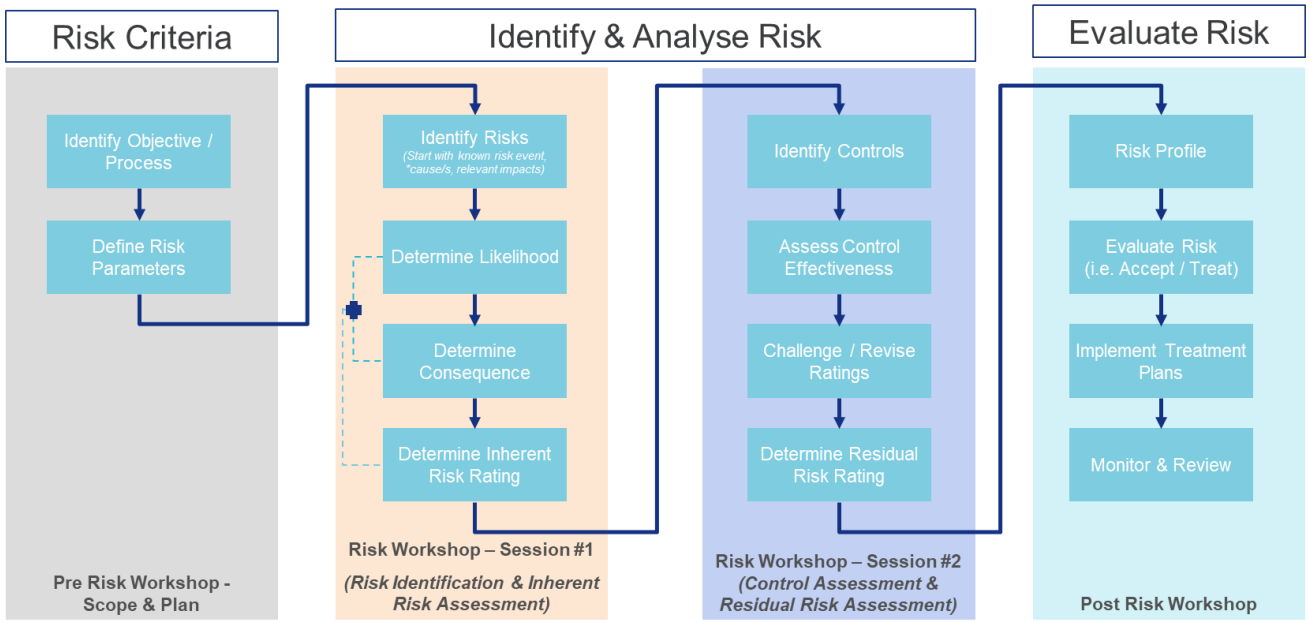 Risk Criteria
Identify & Analyse Risk
Evaluate Risk
Identify Objective /
Process
Define Risk
Parameters
Pre Risk Workshop -
Scope & Plan
Identify Risks
(Start with known risk event,
*cause/s, relevant impacts)
Determine Likelihood
Determine
Consequence
Determine Inherent
Risk Rating
Risk Workshop – Session #1
(Risk Identification & Inherent
Risk Assessment)
Identify Controls
Assess Control
Effectiveness
Challenge / Revise
Ratings
Determine Residual
Risk Rating
Risk Workshop – Session #2
(Control Assessment &
Residual Risk Assessment)
Risk Profile
Evaluate Risk
(i.e. Accept / Treat)
Implement Treatment
Plans
Monitor & Review
Post Risk Workshop